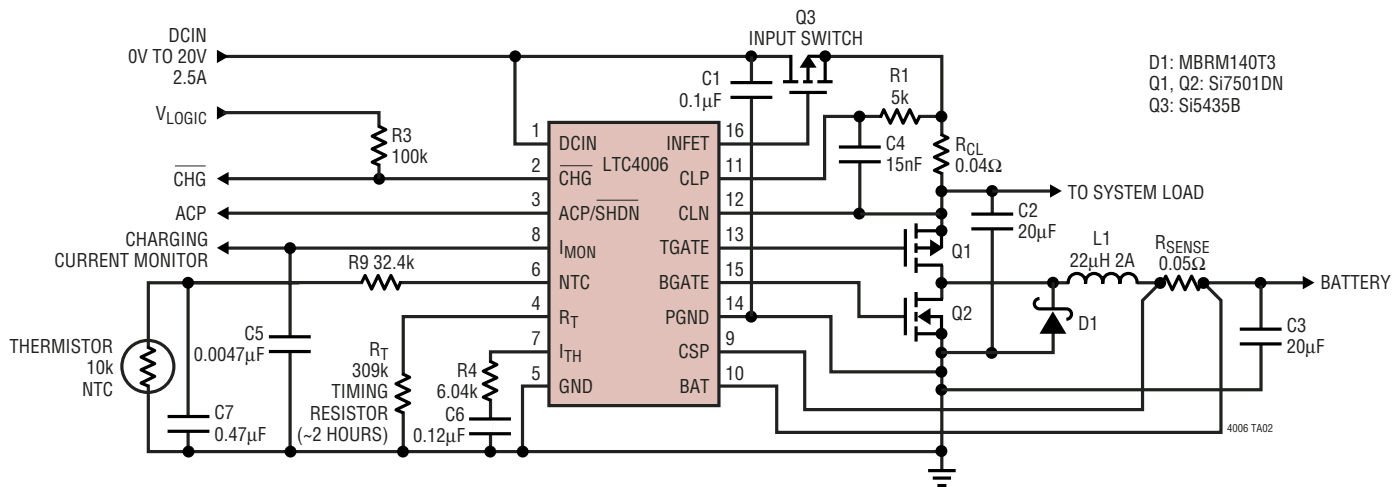 DCIN
0V TO 20V
2.5A
VLOGIC
R3
100k
CHG
ACP
CHARGING
CURRENT MONITOR
R9 32.4k
THERMISTOR
10k
NTC
C5
0.0047µF
C7
0.47µF
RT
309k
TIMING
RESISTOR
(~2 HOURS)
R4
6.04k
C6
0.12µF
LTC4006
1
DCIN
2
CHG
3
ACP/SHDN
8
IMON
6
NTC
4
RT
7
ITH
5
GND
INFET
16
CLP
11
CLN
12
TGATE
13
BGATE
15
PGND
14
CSP
9
BAT
10
C1
0.1µF
Q3
INPUT SWITCH
R1
5k
C4
15nF
RCL
0.04Ω
TO SYSTEM LOAD
C2
20µF
Q1
Q2
D1
L1
22µH 2A
RSENSE
0.05Ω
BATTERY
C3
20µF
D1: MBRM140T3
Q1, Q2: Si7501DN
Q3: Si5435B
4006 TA02